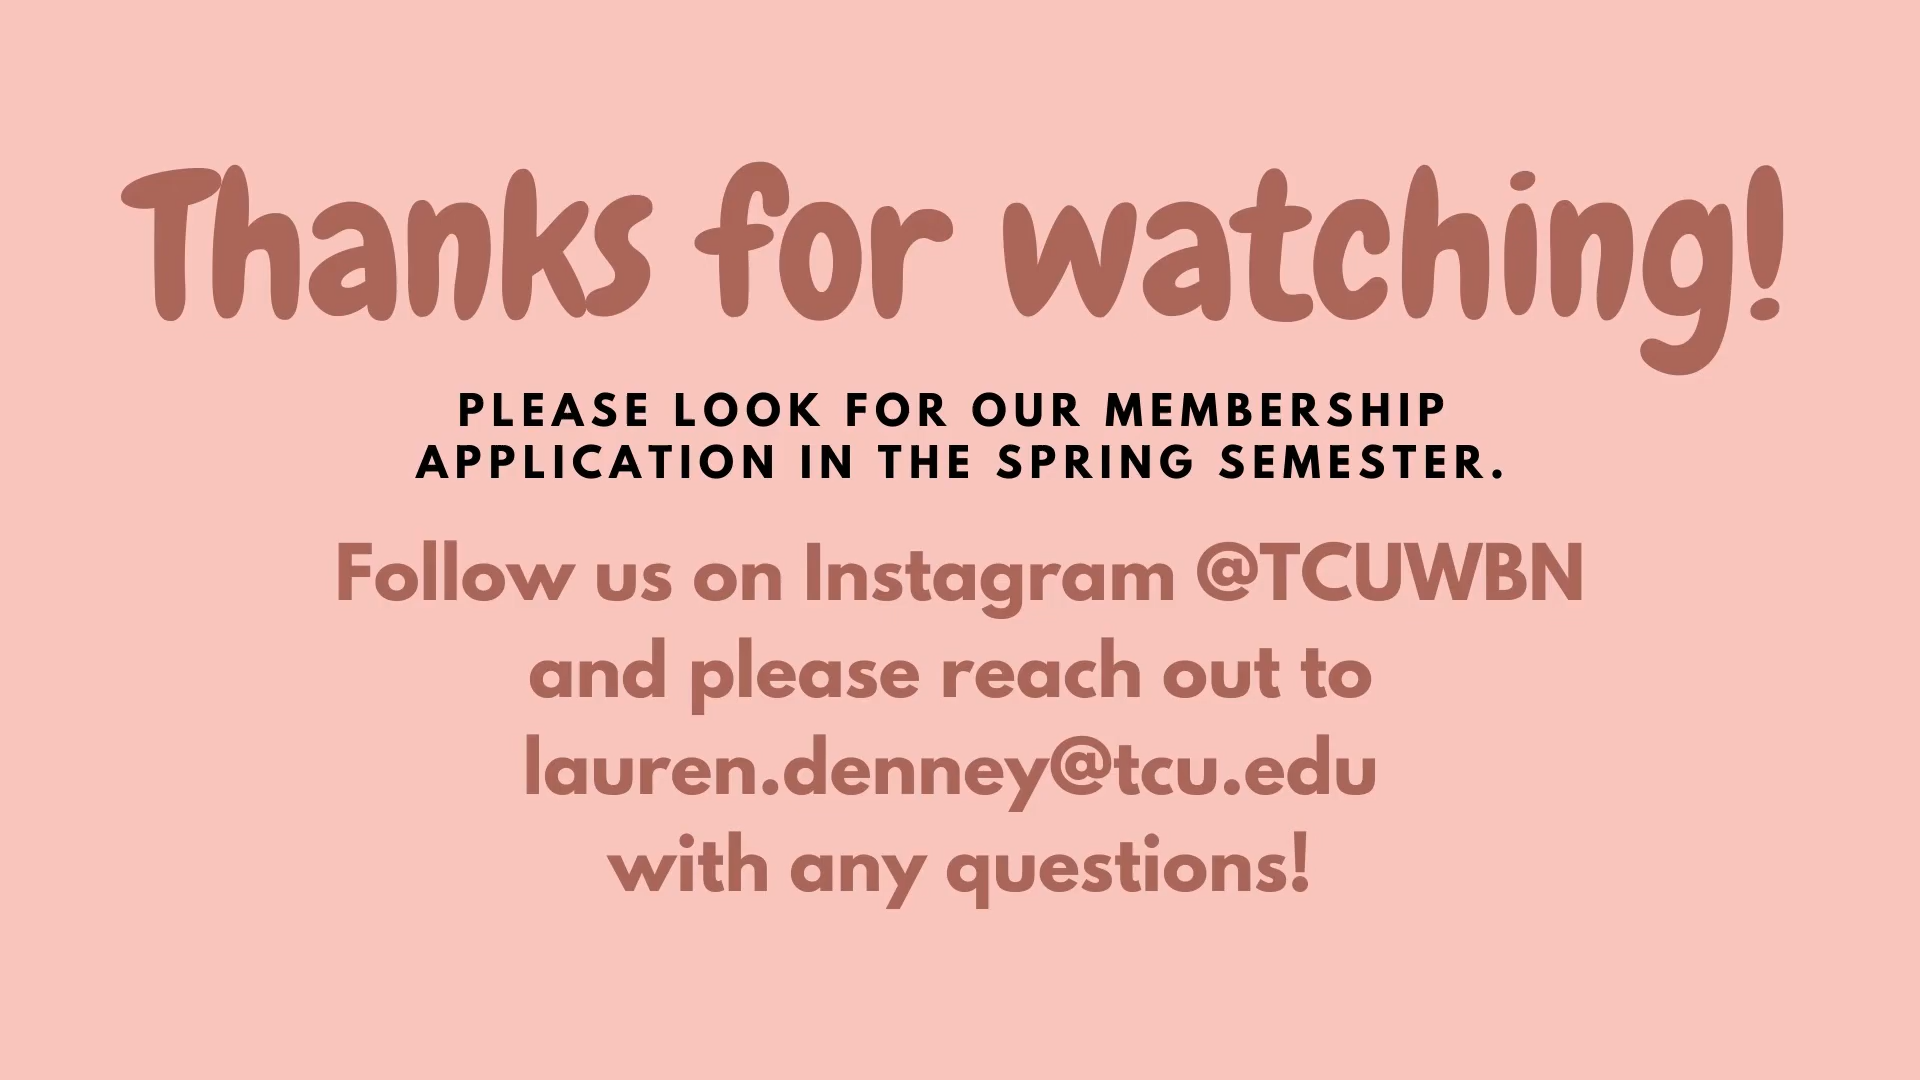 Thanks for watching!
PLEASE LOOK FOR OUR MEMBERSHIP
APPLICATION IN THE SPRING SEMESTER.
Follow us on Instagram @TCUWBN
and please reach out to
lauren.denney@tcu.edu
with any questions!